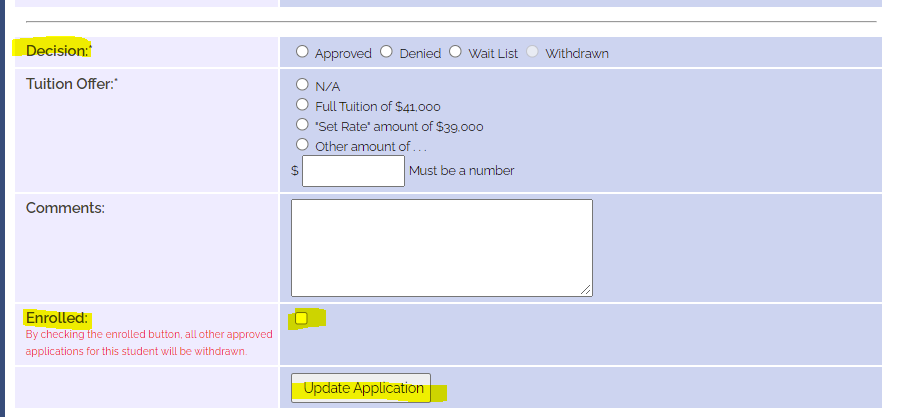 Decision:*
Approved Denied Wait List Withdrawn
Tuition Offer:*
N/A
Full Tuition of $41,000
"Set Rate" amount of $39,000
Other amount of . . .
$ Must be a number
Comments:
Enrolled:
By checking the enrolled button, all other approved
applications for this student will be withdrawn.
Update Application